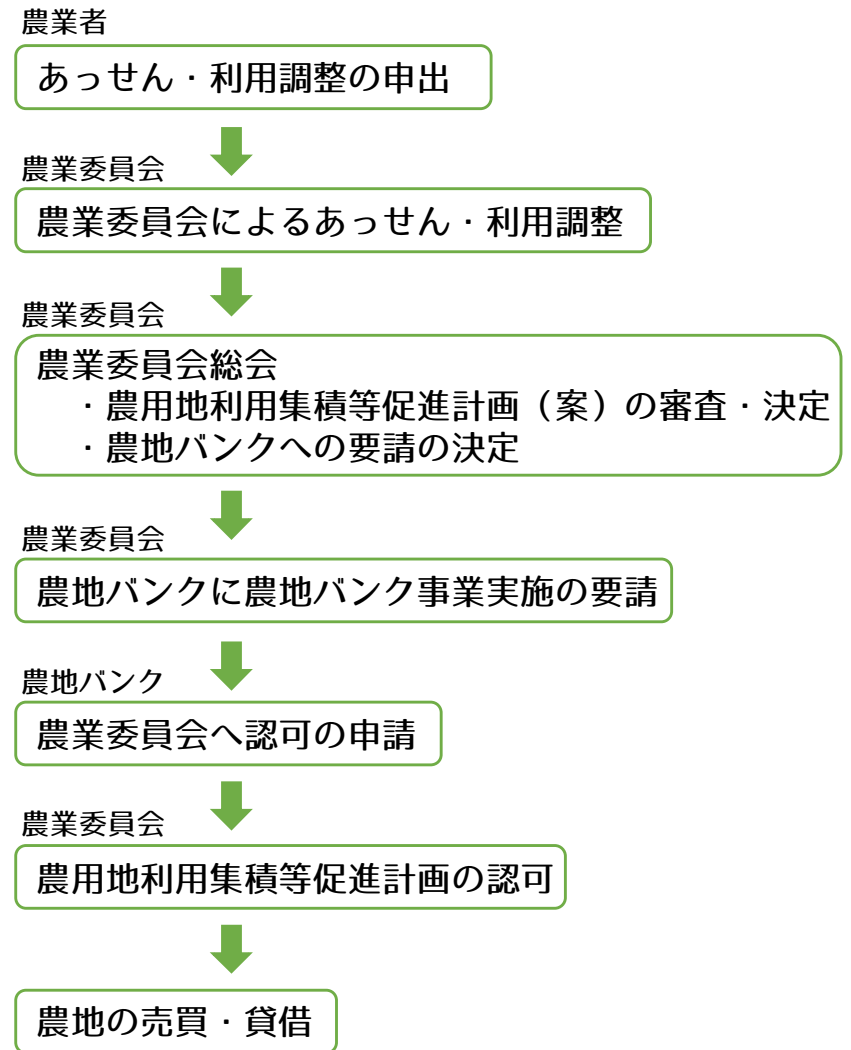 農業者
あっせん・利用調整の申出
農業委員会
農業委員会によるあっせん・利用調整
農業委員会
農業委員会総会
・農用地利用集積等促進計画（案）の審査・決定
・農地バンクへの要請の決定
農業委員会
農地バンクに農地バンク事業実施の要請
農地バンク
農業委員会へ認可の申請
農業委員会
農用地利用集積等促進計画の認可
農地の売買・貸借